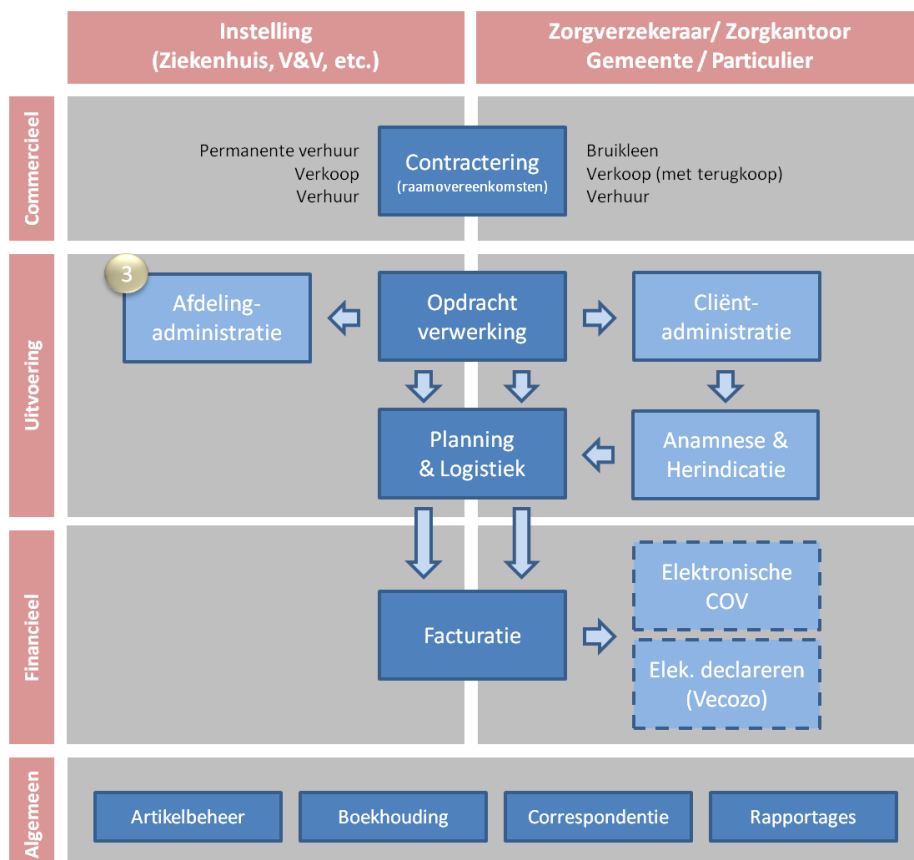 Instelling
(Ziekenhuis, V&V, etc.)
Zorgverzekeraar/ Zorgkantoor
Gemeente / Particulier
Commercieel
Permanente verhuur
Verkoop
Verhuur
Contractering
(raamovereenkomsten)
Bruikleen
Verkoop (met terugkoop)
Verhuur
Uitvoering
3
Afdeling-
administratie
Opdracht
verwerking
Cliënt-
administratie
Planning
& Logistiek
Anamnese &
Herindicatie
Financieel
Facturatie
Elektronische
COV
Elek. declareren
(Vecozo)
Algemeen
Artikelbeheer
Boekhouding
Correspondentie
Rapportages